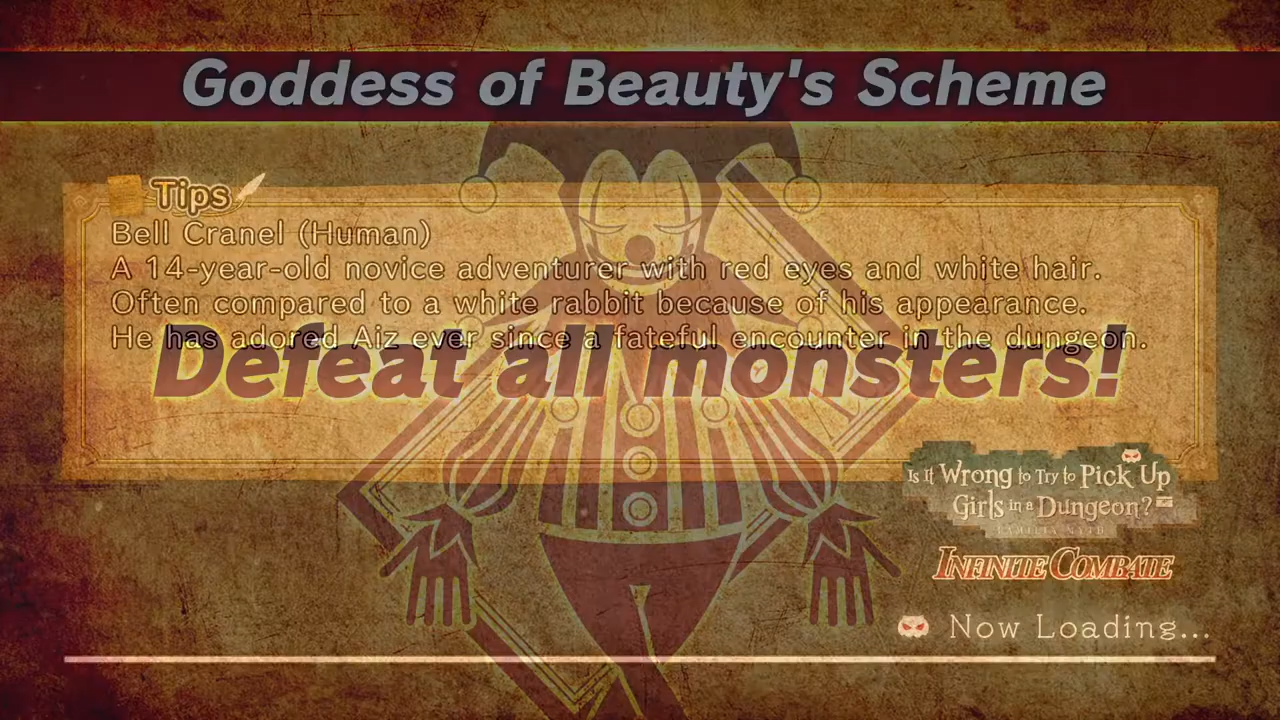 Goddess of Beauty's Scheme
Tips
Bell Cranel (Human)
A 14-year-old novice adventurer with red eyes and white hair.
Often compared to a white rabbit because of his appearance.
He has adored Aiz ever since a fateful encounter in the dungeon.
Defeat all monsters!
Is It Wrong to Try to Pick Up
Girls in a Dungeon?
FAMILIA MYTH
INFINITE COMBATE
Now Loading...